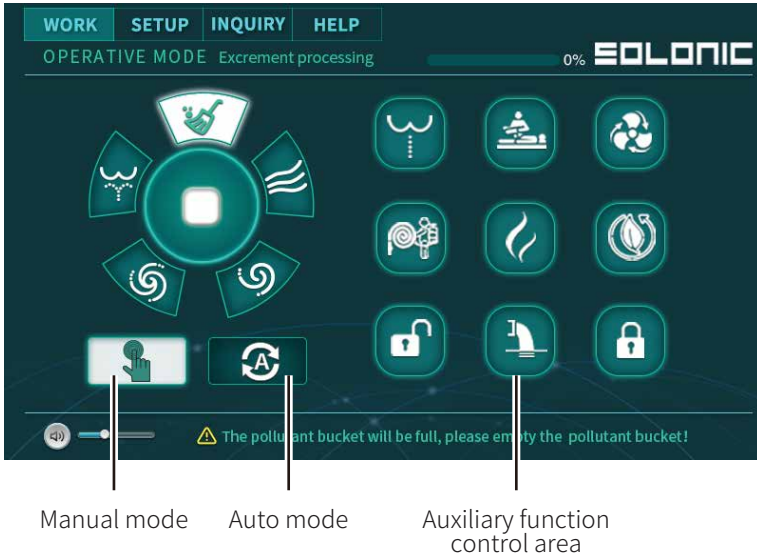 WORK SETUP INQUIRY HELP
OPERATIVE MODE Excrement processing 0% SOLONIC
A
The pollutant bucket will be full, please empty the pollutant bucket!
Manual mode Auto mode Auxiliary function
control area